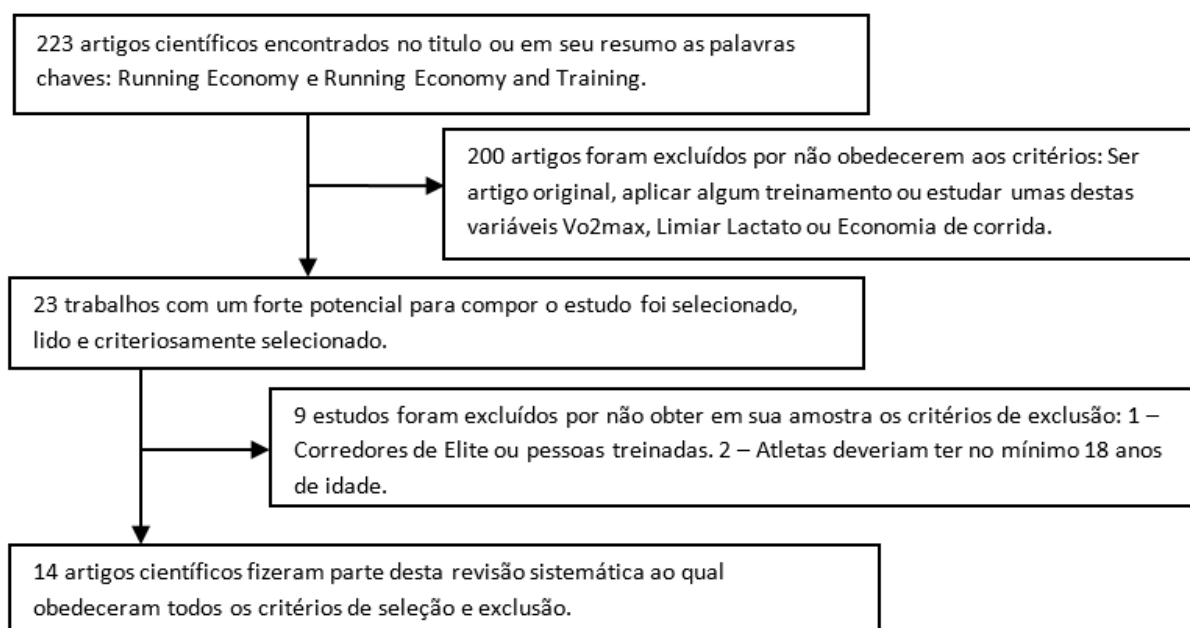 223 artigos científicos encontrados no titulo ou em seu resumo as palavras
chaves: Running Economy e Running Economy and Training.
200 artigos foram excluídos por não obedecerem aos critérios: Ser
artigo original, aplicar algum treinamento ou estudar umas destas
variáveis Vo2max, Limiar Lactato ou Economia de corrida.
23 trabalhos com um forte potencial para compor o estudo foi selecionado,
lido e criteriosamente selecionado.
9 estudos foram excluídos por não obter em sua amostra os critérios de exclusão: 1 –
Corredores de Elite ou pessoas treinadas. 2 – Atletas deveriam ter no mínimo 18 anos
de idade.
14 artigos científicos fizeram parte desta revisão sistemática ao qual
obedeceram todos os critérios de seleção e exclusão.